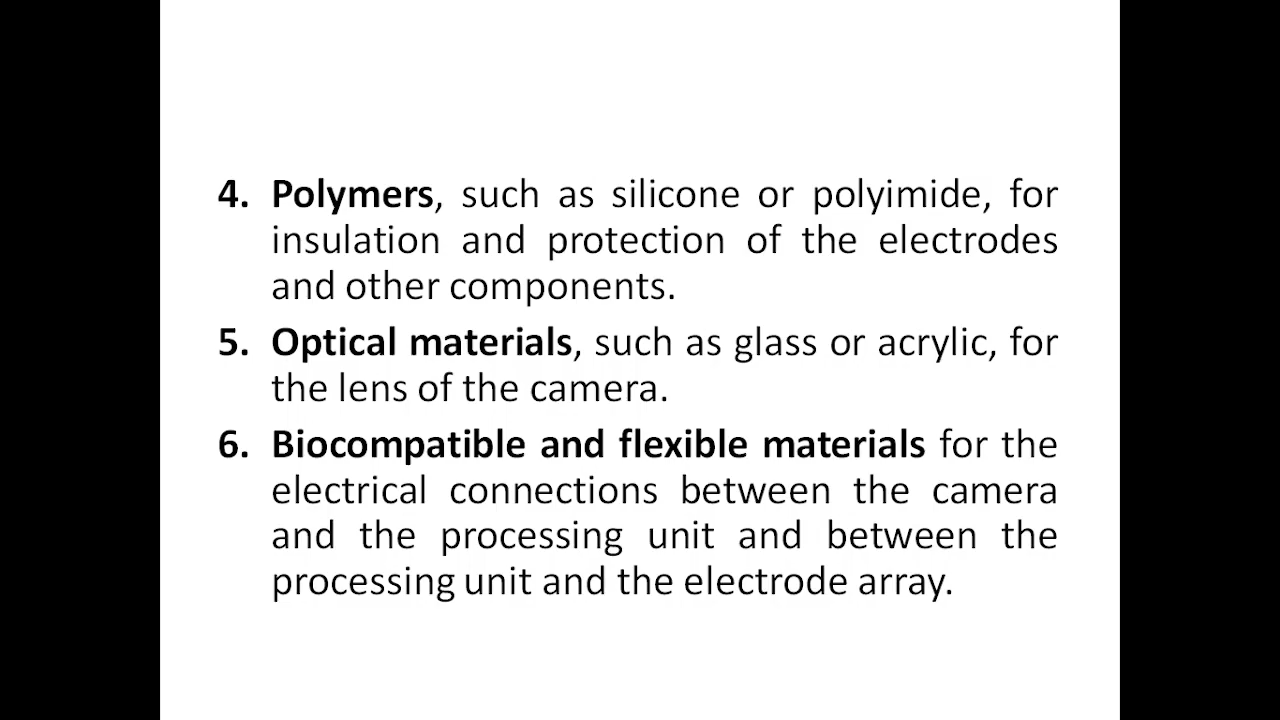 4. Polymers, such as silicone or polyimide, for
insulation and protection of the electrodes
and other components.
5. Optical materials, such as glass or acrylic, for
the lens of the camera.
6. Biocompatible and flexible materials for the
electrical connections between the camera
and the processing unit and between the
processing unit and the electrode array.